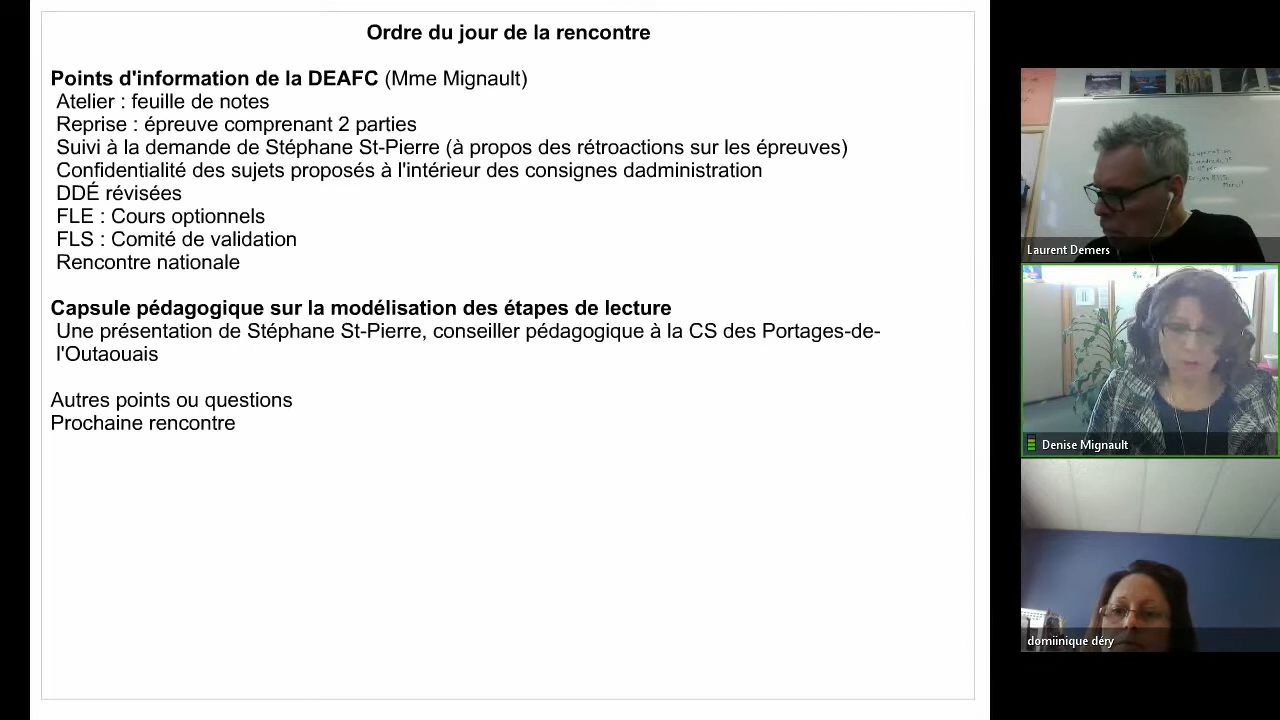 Ordre du jour de la rencontre
Points d'information de la DEAFC (Mme Mignault)
Atelier : feuille de notes
Reprise : épreuve comprenant 2 parties
Suivi à la demande de Stéphane St-Pierre (à propos des rétroactions sur les épreuves)
Confidentialité des sujets proposés à l'intérieur des consignes dadministration
DDÉ révisées
FLE : Cours optionnels
FLS : Comité de validation
Rencontre nationale
Capsule pédagogique sur la modélisation des étapes de lecture
Une présentation de Stéphane St-Pierre, conseiller pédagogique à la CS des Portages-de-
l'Outaouais
Autres points ou questions
Prochaine rencontre
Laurent Demers
Denise Mignault
domiinique déry